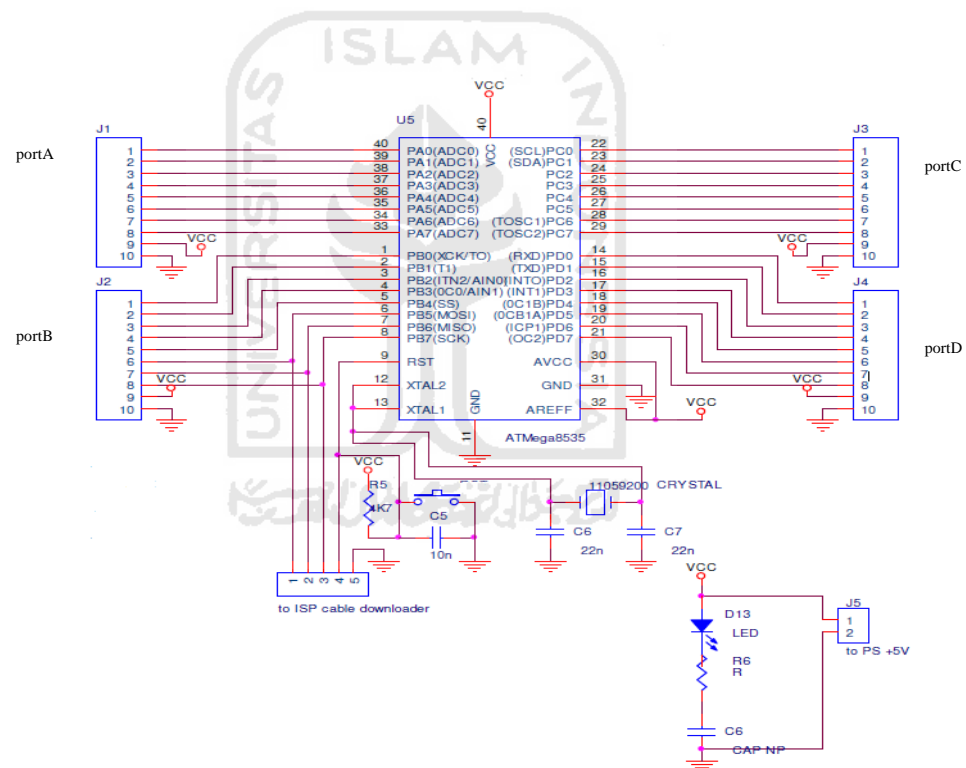 UNIVERSITAS ISLAM INDONESIA
VCC
U5
40
VCC
J1
portA
1
2
3
4
5
6
7
8
9
10
VCC
40
39
38
37
36
35
34
33
PA0(ADC0)
PA1(ADC1)
PA2(ADC2)
PA3(ADC3)
PA4(ADC4)
PA5(ADC5)
PA6(ADC6)
PA7(ADC7)
(SCL)PC0
(SDA)PC1
PC2
PC3
PC4
PC5
(TOSC1)PC6
(TOSC2)PC7
22
23
24
25
26
27
28
29
J3
1
2
3
4
5
6
7
8
9
10
VCC
portC
J2
portB
1
2
3
4
5
6
7
8
9
10
VCC
1
2
3
4
5
6
7
8
9
12
13
PB0(XCK/TO)
PB1(T1)
PB2(ITN2/AIN0)
PB3(0C0/AIN1)
PB4(SS)
PB5(MOSI)
PB6(MISO)
PB7(SCK)
RST
XTAL2
XTAL1
(RXD)PD0
(TXD)PD1
(INTO)PD2
(INT1)PD3
(0C1B)PD4
(0CB1A)PD5
(ICP1)PD6
(OC2)PD7
AVCC
GND
AREFF
14
15
16
17
18
19
20
21
30
31
32
J4
1
2
3
4
5
6
7
8
9
10
VCC
portD
VCC
GND
11
ATMega8535
VCC
R5
4K7
C5
10n
11059200 CRYSTAL
C6
22n
C7
22n
1
2
3
4
5
to ISP cable downloader
VCC
D13
LED
R6
R
C6
CAP NP
J5
1
2
to PS +5V